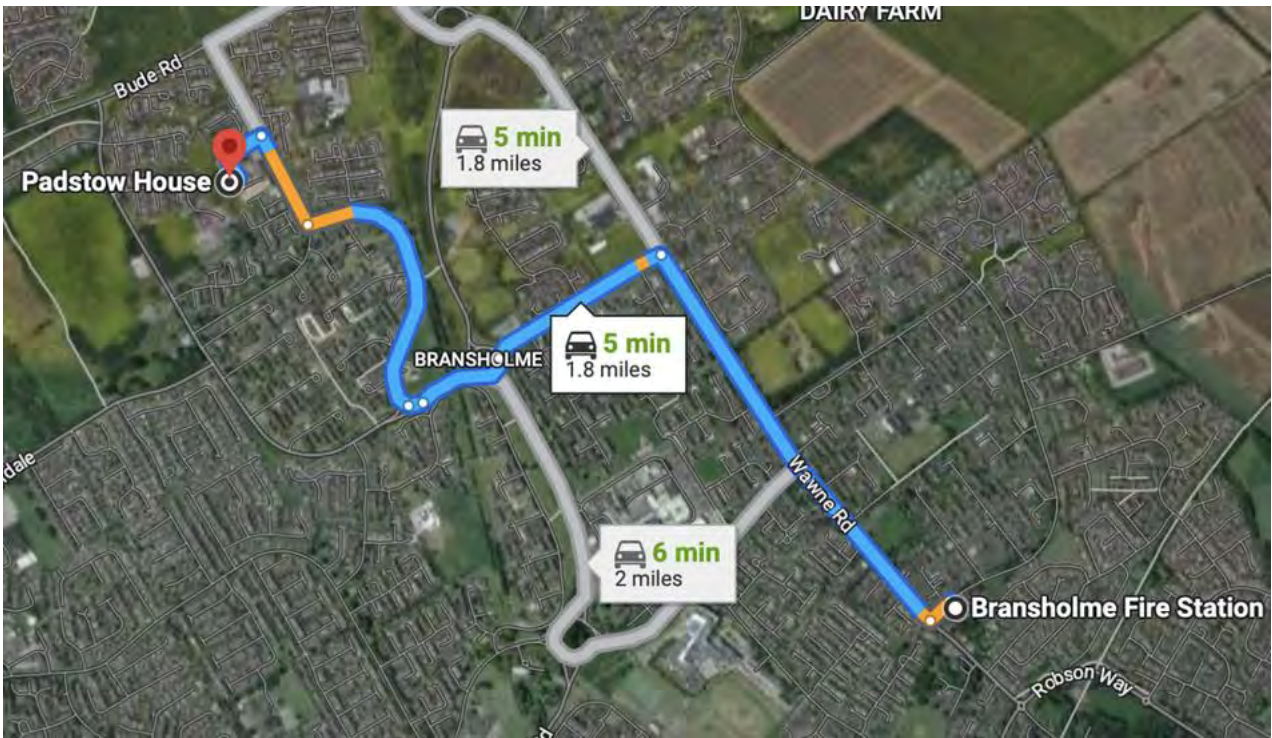 DAIRY FARM
Bude Rd
5 min
1.8 miles
Padstow House
5 min
1.8 miles
BRANSHOLME
Wawne Rd
6 min
2 miles
Bransholme Fire Station
Robson Way